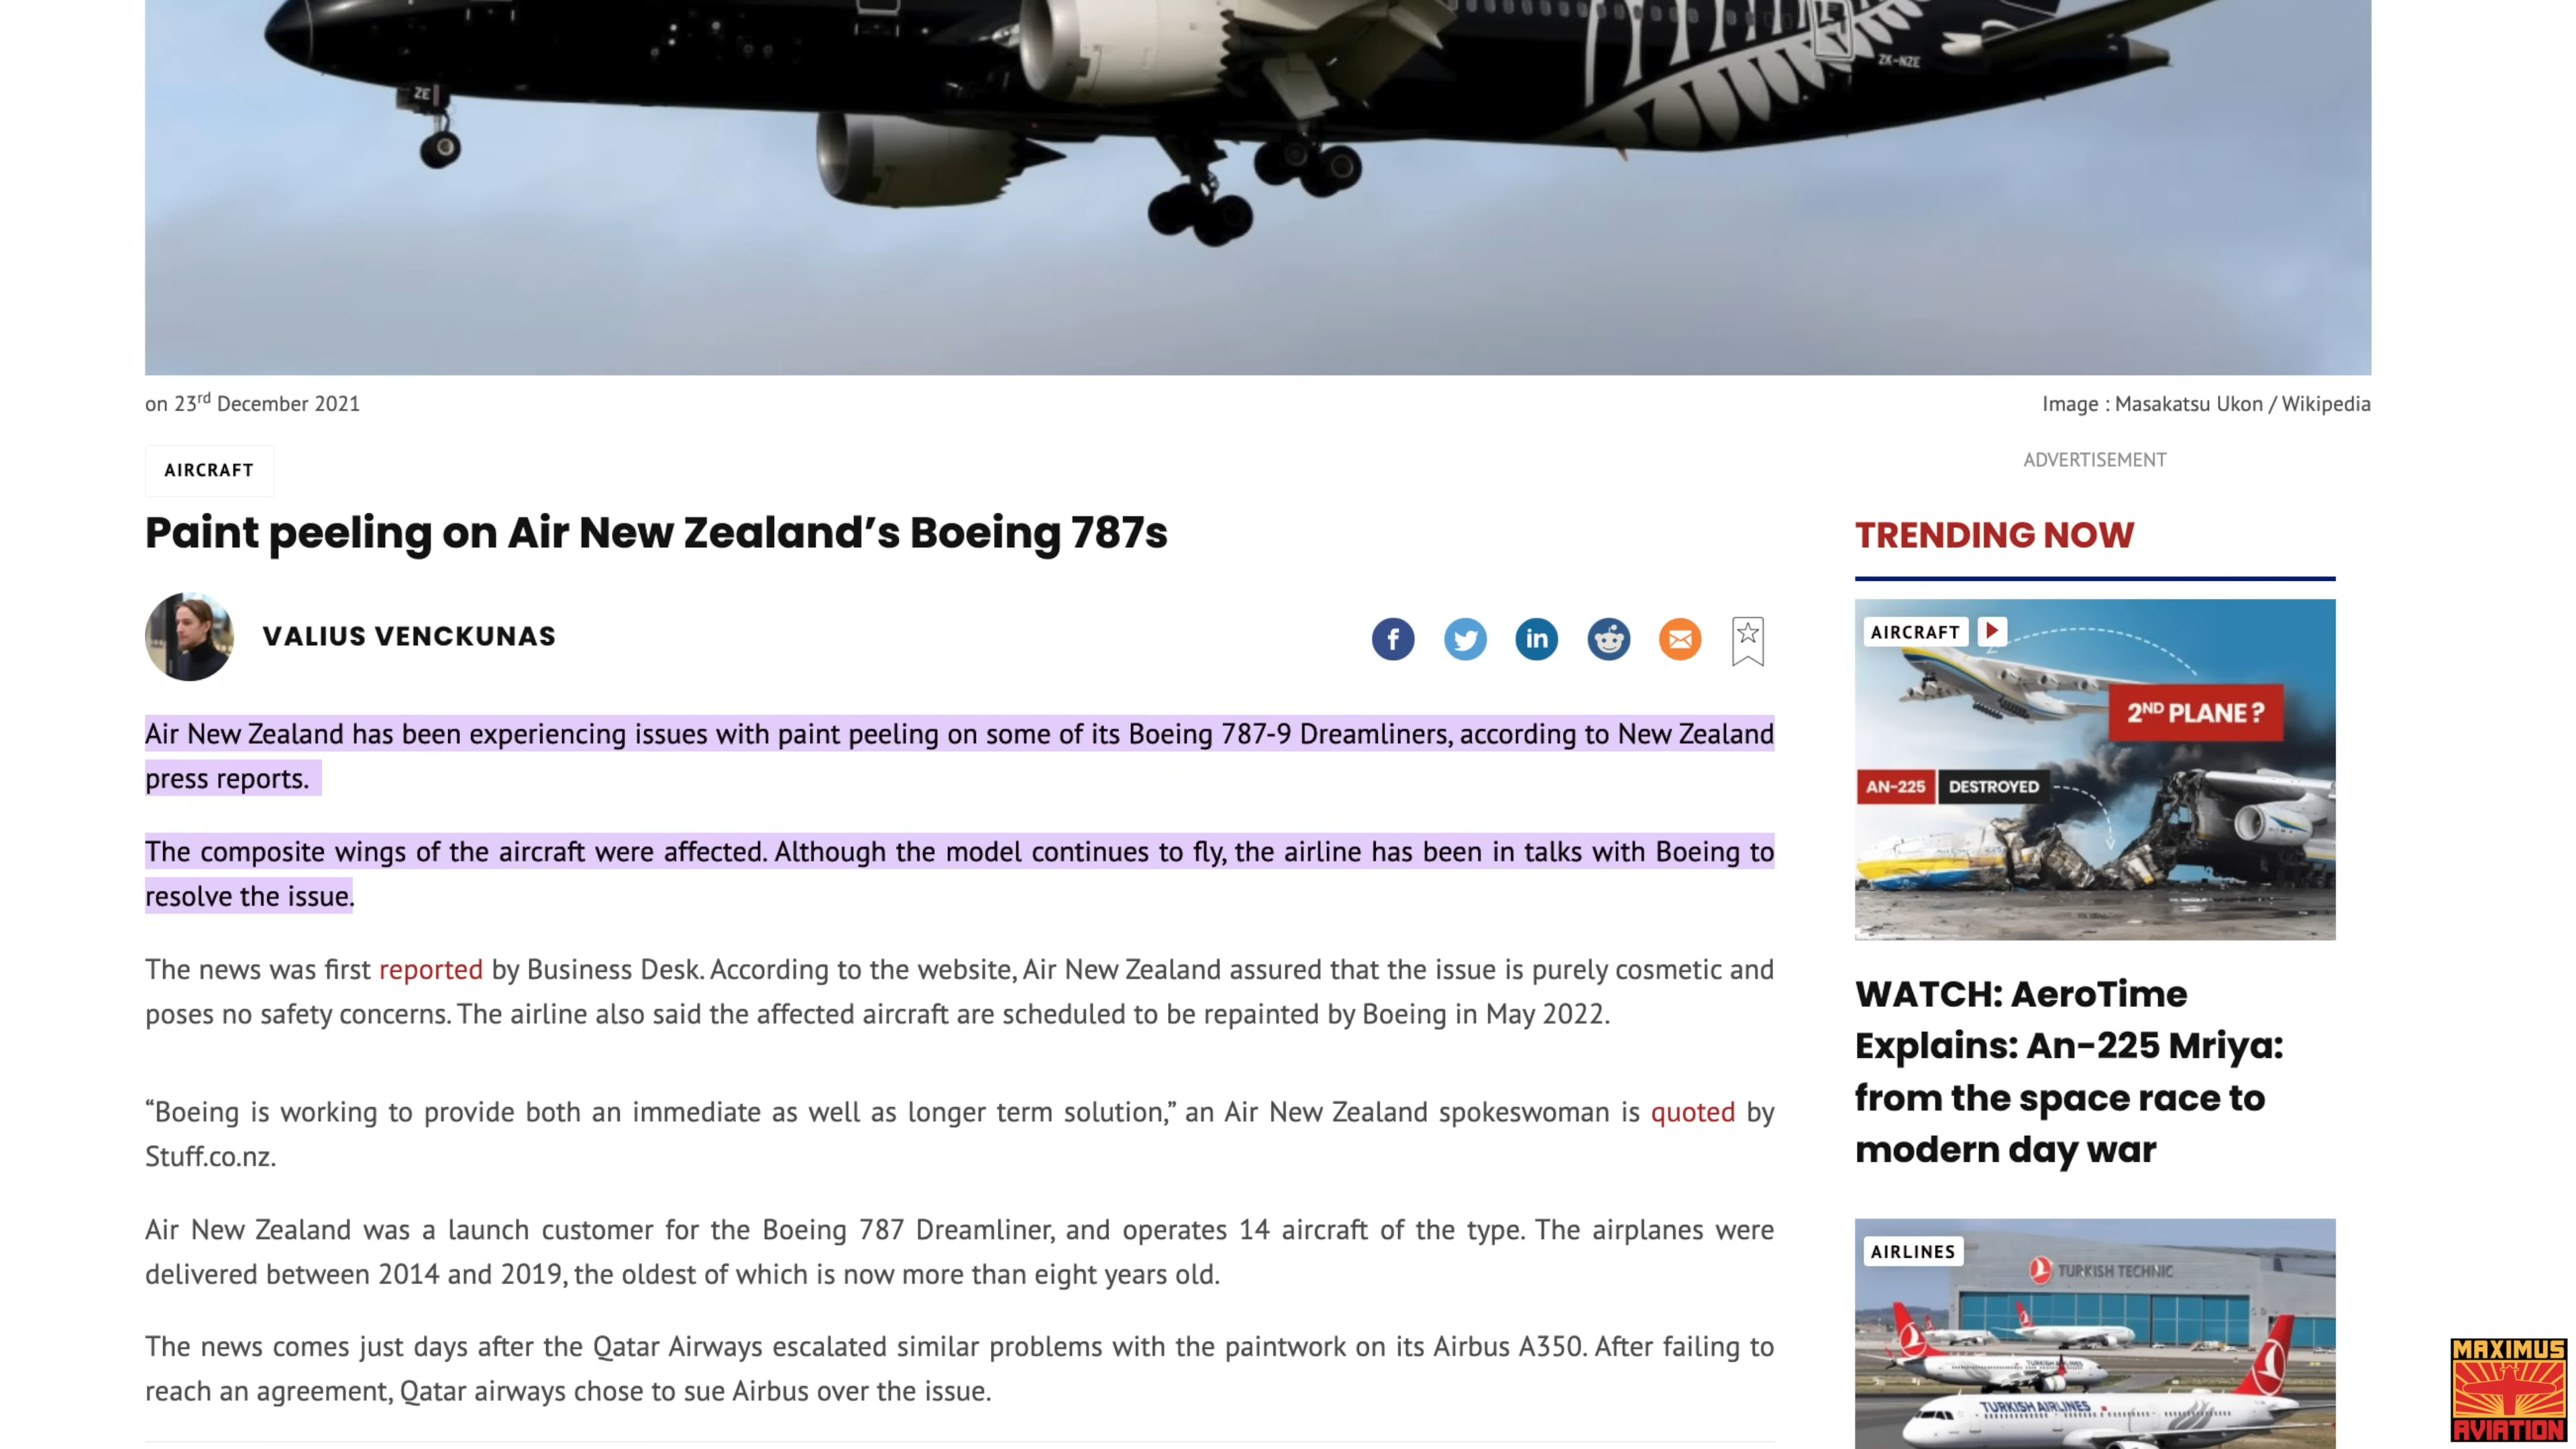 ZE
ZK-NZE
on 23rd December 2021
Image : Masakatsu Ukon / Wikipedia
AIRCRAFT
ADVERTISEMENT
Paint peeling on Air New Zealand’s Boeing 787s
VALIUS VENCKUNAS
Air New Zealand has been experiencing issues with paint peeling on some of its Boeing 787-9 Dreamliners, according to New Zealand
press reports.
The composite wings of the aircraft were affected. Although the model continues to fly, the airline has been in talks with Boeing to
resolve the issue.
The news was first reported by Business Desk. According to the website, Air New Zealand assured that the issue is purely cosmetic and
poses no safety concerns. The airline also said the affected aircraft are scheduled to be repainted by Boeing in May 2022.
“Boeing is working to provide both an immediate as well as longer term solution,” an Air New Zealand spokeswoman is quoted by
Stuff.co.nz.
Air New Zealand was a launch customer for the Boeing 787 Dreamliner, and operates 14 aircraft of the type. The airplanes were
delivered between 2014 and 2019, the oldest of which is now more than eight years old.
The news comes just days after the Qatar Airways escalated similar problems with the paintwork on its Airbus A350. After failing to
reach an agreement, Qatar airways chose to sue Airbus over the issue.
TRENDING NOW
AIRCRAFT
2ND PLANE ?
AN-225 DESTROYED
WATCH: AeroTime
Explains: An-225 Mriya:
from the space race to
modern day war
AIRLINES
TURKISH TECHNIC
TURKISH AIRLINES
MAXIMUS
AVIATION